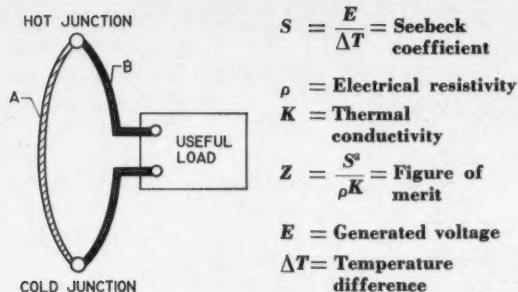 HOT JUNCTION
A
B
USEFUL
LOAD
COLD JUNCTION
S = E/ΔT = Seebeck
coefficient
ρ = Electrical resistivity
K = Thermal
conductivity
Z = S²/ρK = Figure of
merit
E = Generated voltage
ΔT = Temperature
difference